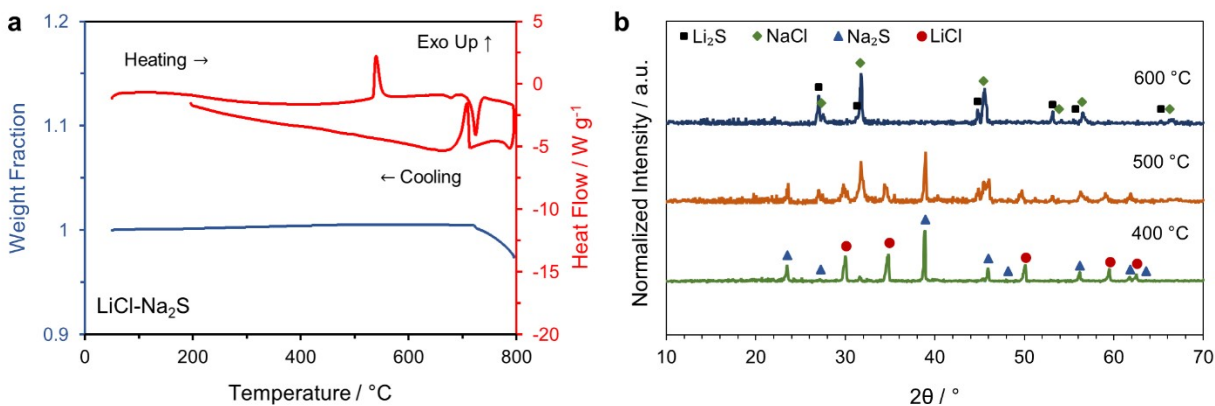 a
1.2
1.1
1
0.9
Weight Fraction
Heating →
Exo Up ↑
← Cooling
LiCl-Na₂S
5
0
-5
-10
-15
-20
Heat Flow / W g⁻¹
0
200
400
600
800
Temperature / °C
b
Normalized Intensity / a.u.
Li₂S
NaCl
Na₂S
LiCl
600 °C
500 °C
400 °C
10
20
30
40
50
60
70
2θ / °